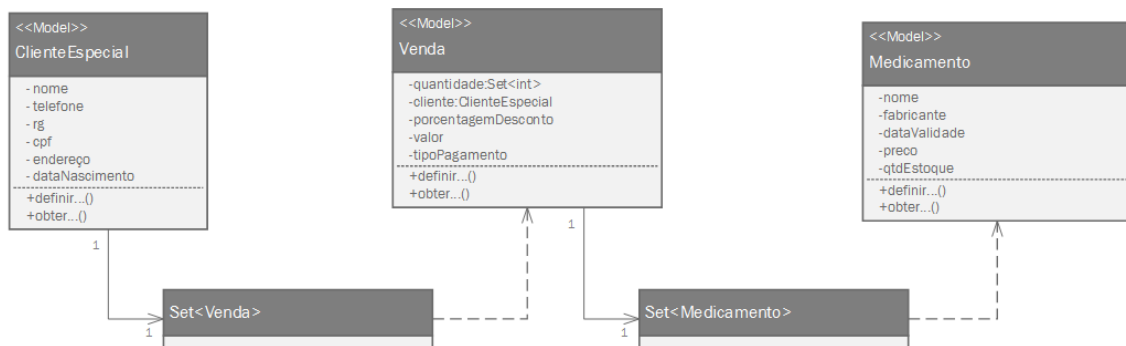 <<Model>>
ClienteEspecial
- nome
- telefone
- rg
- cpf
- endereço
- dataNascimento
+definir...()
+obter...()
1
<<Model>>
Venda
-quantidade:Set<int>
-cliente:ClienteEspecial
-porcentagemDesconto
-valor
-tipoPagamento
+definir...()
+obter...()
1
<<Model>>
Medicamento
-nome
-fabricante
-dataValidade
-preco
-qtdEstoque
+definir...()
+obter...()
Set<Venda>
1
Set<Medicamento>
1